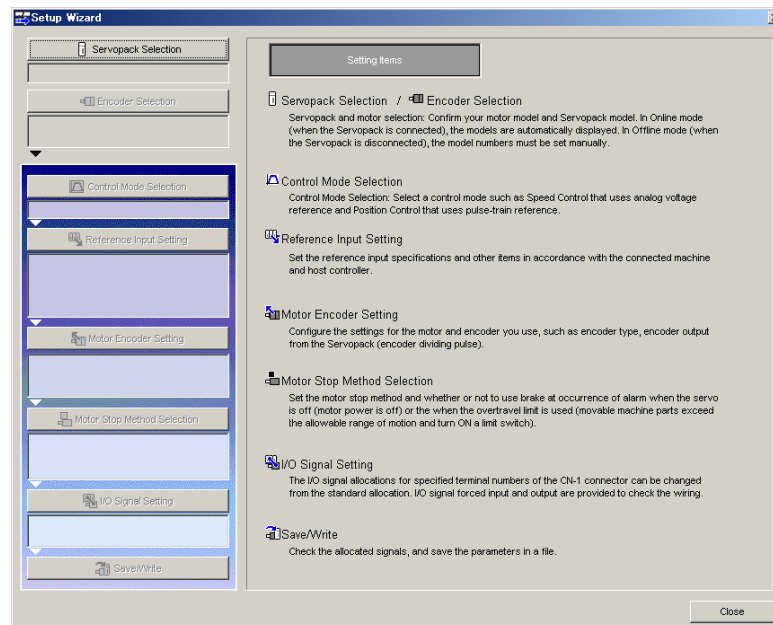 Setup Wizard
Servopack Selection
Encoder Selection
Control Mode Selection
Reference Input Setting
Motor Encoder Setting
Motor Stop Method Selection
I/O Signal Setting
Save/Write
Setting Items
Servopack Selection / Encoder Selection
Servopack and motor selection: Confirm your motor model and Servopack model. In Online mode
(when the Servopack is connected), the models are automatically displayed. In Offline mode (when
the Servopack is disconnected), the model numbers must be set manually.
Control Mode Selection
Control Mode Selection: Select a control mode such as Speed Control that uses analog voltage
reference and Position Control that uses pulse-train reference.
Reference Input Setting
Set the reference input specifications and other items in accordance with the connected machine
and host controller.
Motor Encoder Setting
Configure the settings for the motor and encoder you use, such as encoder type, encoder output
from the Servopack (encoder dividing pulse).
Motor Stop Method Selection
Set the motor stop method and whether or not to use brake at occurrence of alarm when the servo
is off (motor power is off) or the when the overtravel limit is used (movable machine parts exceed
the allowable range of motion and turn ON a limit switch).
I/O Signal Setting
The I/O signal allocations for specified terminal numbers of the CN-1 connector can be changed
from the standard allocation. I/O signal forced input and output are provided to check the wiring.
Save/Write
Check the allocated signals, and save the parameters in a file.
Close